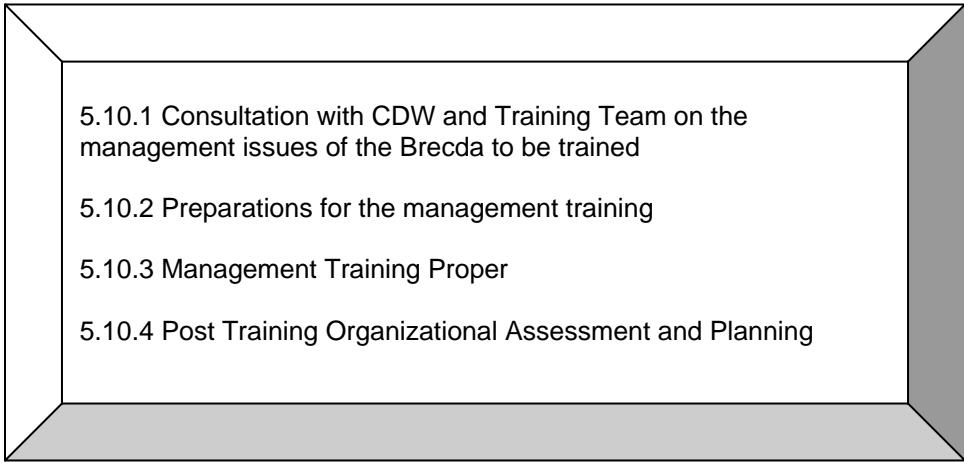 5.10.1 Consultation with CDW and Training Team on the
management issues of the Brecda to be trained
5.10.2 Preparations for the management training
5.10.3 Management Training Proper
5.10.4 Post Training Organizational Assessment and Planning